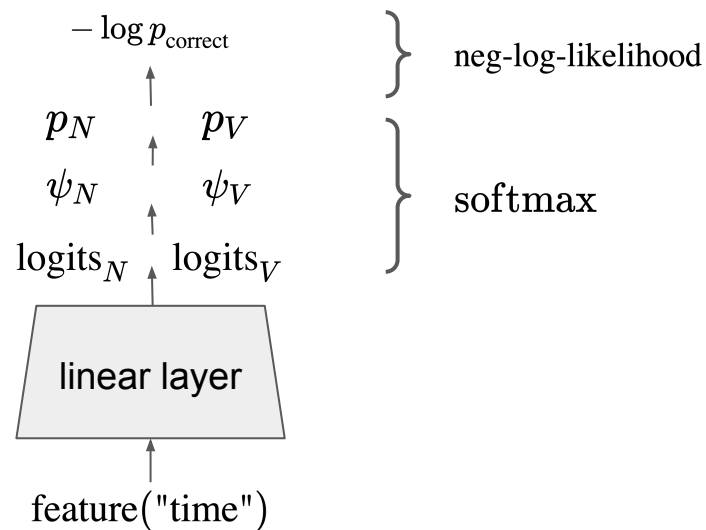 − log p_correct
neg-log-likelihood
p_N p_V
ψ_N ψ_V
softmax
logits_N logits_V
linear layer
feature("time")